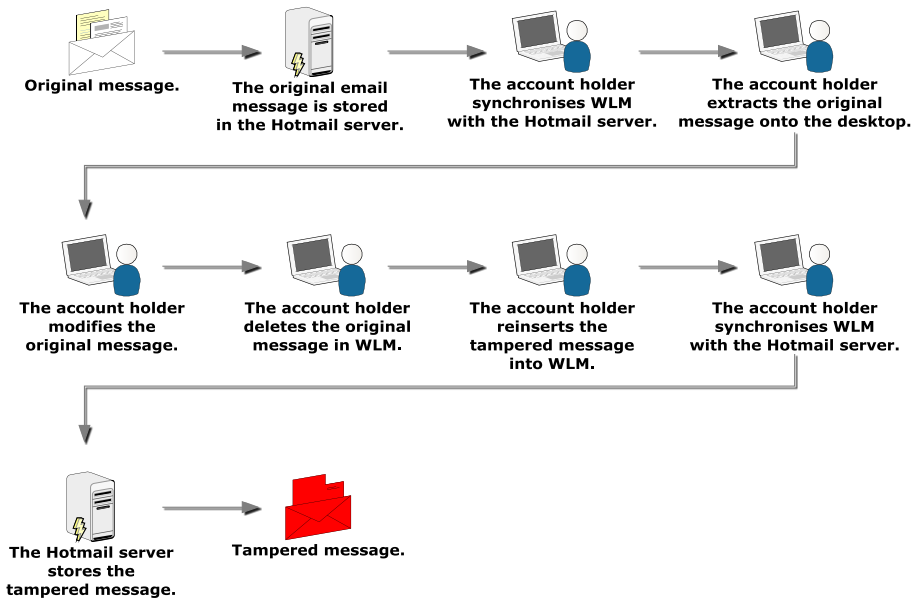 Original message.
The original email
message is stored
in the Hotmail server.
The account holder
synchronises WLM
with the Hotmail server.
The account holder
extracts the original
message onto the desktop.
The account holder
modifies the
original message.
The account holder
deletes the original
message in WLM.
The account holder
reinserts the
tampered message
into WLM.
The account holder
synchronises WLM
with the Hotmail server.
The Hotmail server
stores the
tampered message.
Tampered message.